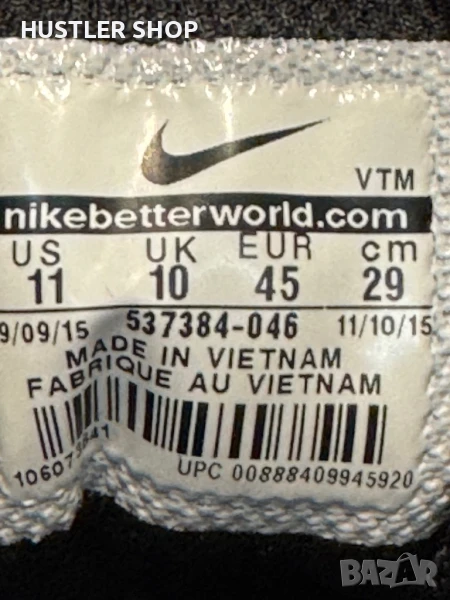 HUSTLER SHOP
VTM
nikebetterworld.com
US UK EUR cm
11 10 45 29
9/09/15 537384-046 11/10/15
MADE IN VIETNAM
FABRIQUE AU VIETNAM
UPC 00888409945920
BAZAR